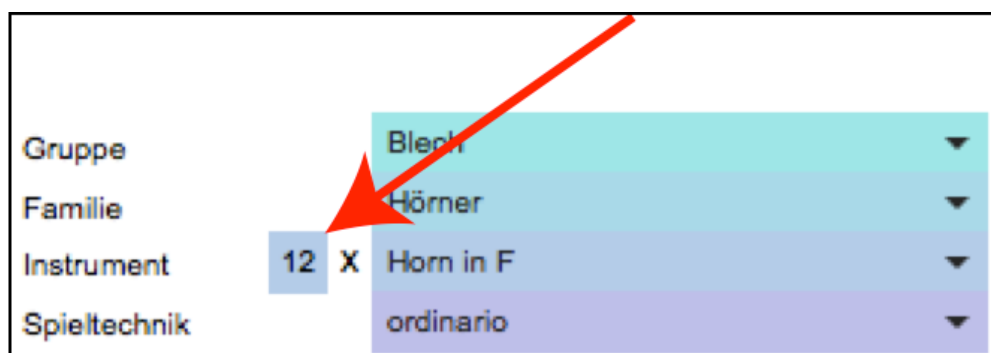 Gruppe Blech
Familie Hörner
Instrument 12 X Horn in F
Spieltechnik ordinario